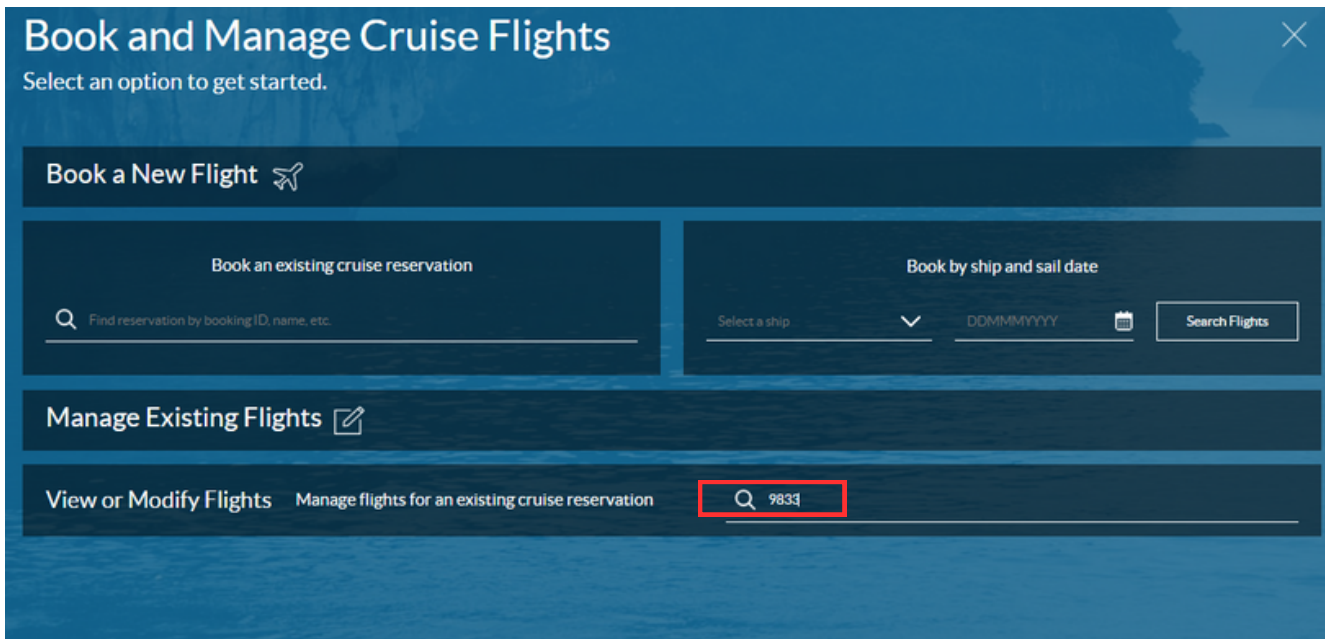 Book and Manage Cruise Flights
Select an option to get started.
Book a New Flight
Book an existing cruise reservation
Find reservation by booking ID, name, etc.
Book by ship and sail date
Select a ship
DDMMMYYYY
Search Flights
Manage Existing Flights
View or Modify Flights
Manage flights for an existing cruise reservation
9833